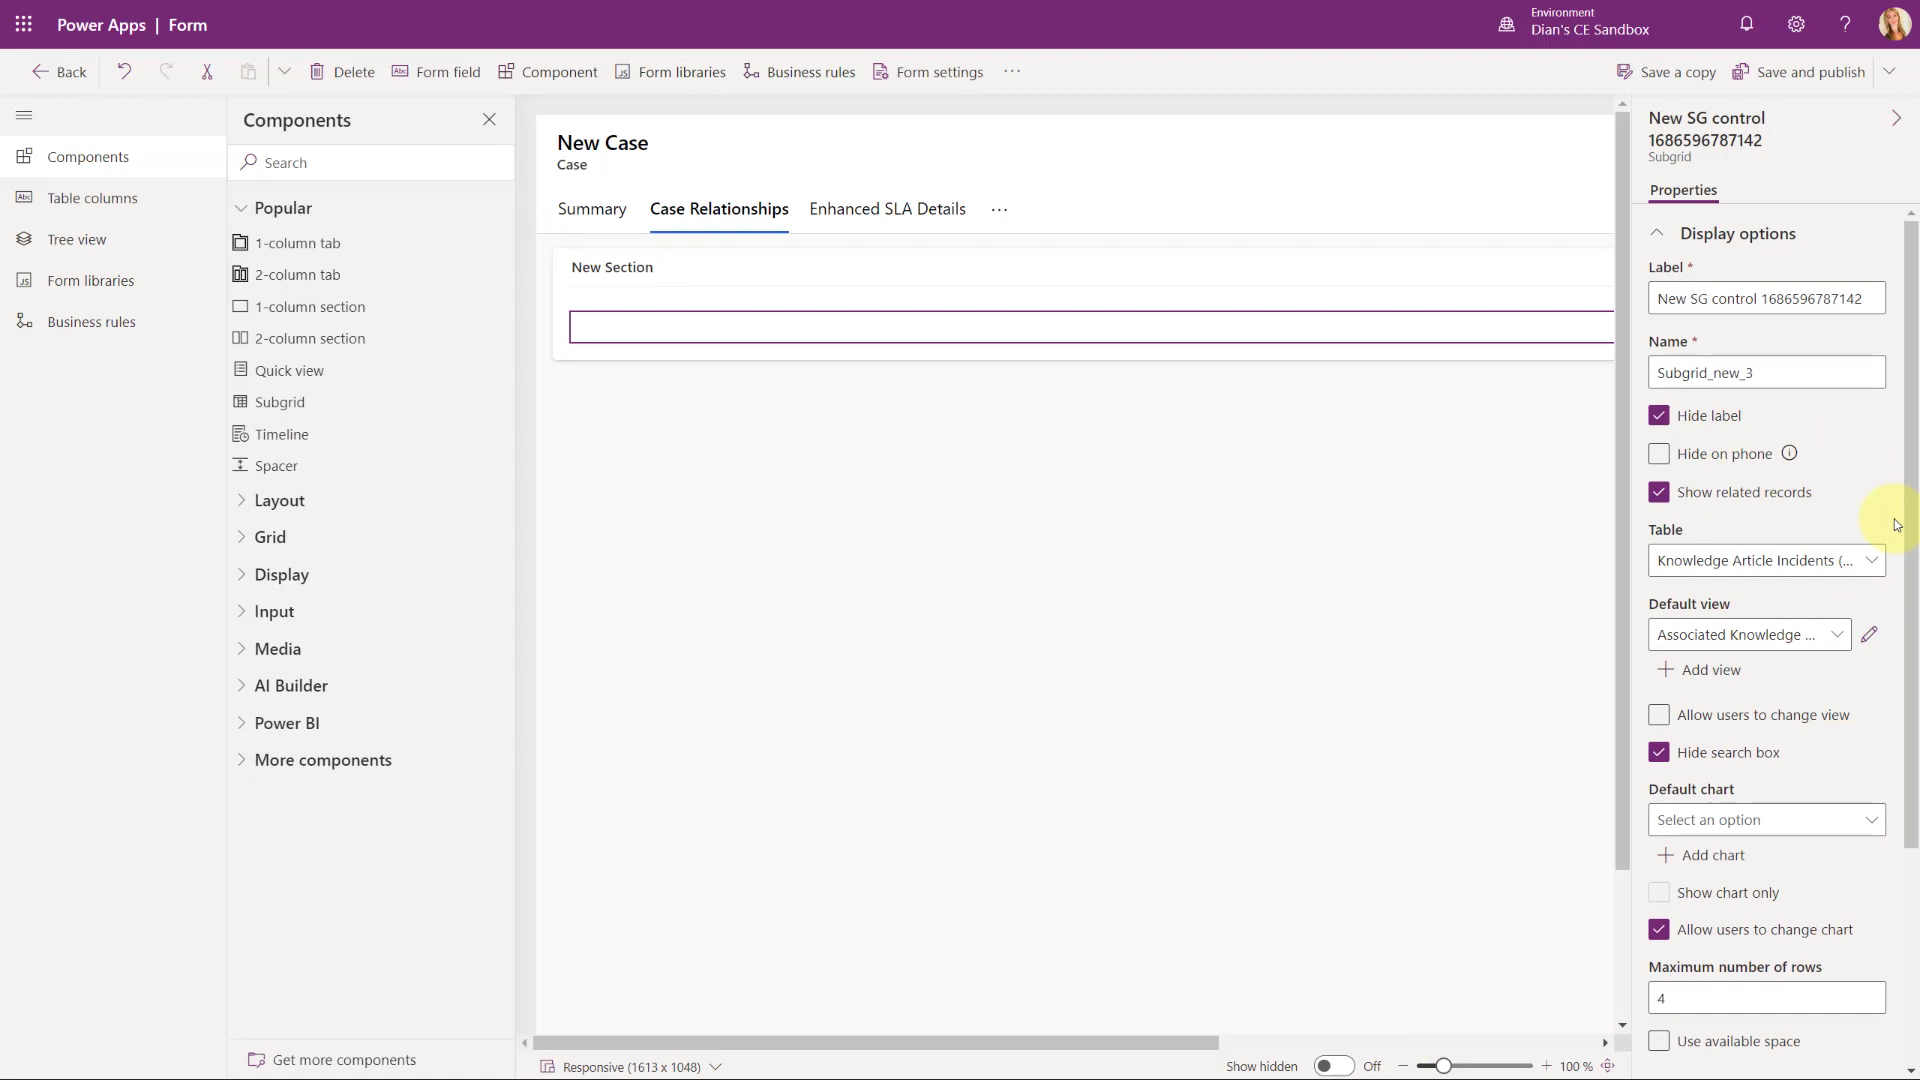 Power Apps | Form
Environment
Dian's CE Sandbox
Back
Delete
Abc
Form field
Component
JS
Form libraries
Business rules
Form settings
···
Save a copy
Save and publish
Components
Abc
Table columns
Tree view
JS
Form libraries
Business rules
Components
Search
Popular
1-column tab
2-column tab
1-column section
2-column section
Quick view
Subgrid
Timeline
Spacer
Layout
Grid
Display
Input
Media
AI Builder
Power BI
More components
Get more components
New Case
Case
Summary
Case Relationships
Enhanced SLA Details
···
New Section
Responsive (1613 x 1048)
Show hidden
Off
100 %
New SG control
1686596787142
Subgrid
Properties
Display options
Label *
New SG control 1686596787142
Name *
Subgrid_new_3
Hide label
Hide on phone
Show related records
Table
Knowledge Article Incidents (...
Default view
Associated Knowledge ...
Add view
Allow users to change view
Hide search box
Default chart
Select an option
Add chart
Show chart only
Allow users to change chart
Maximum number of rows
4
Use available space